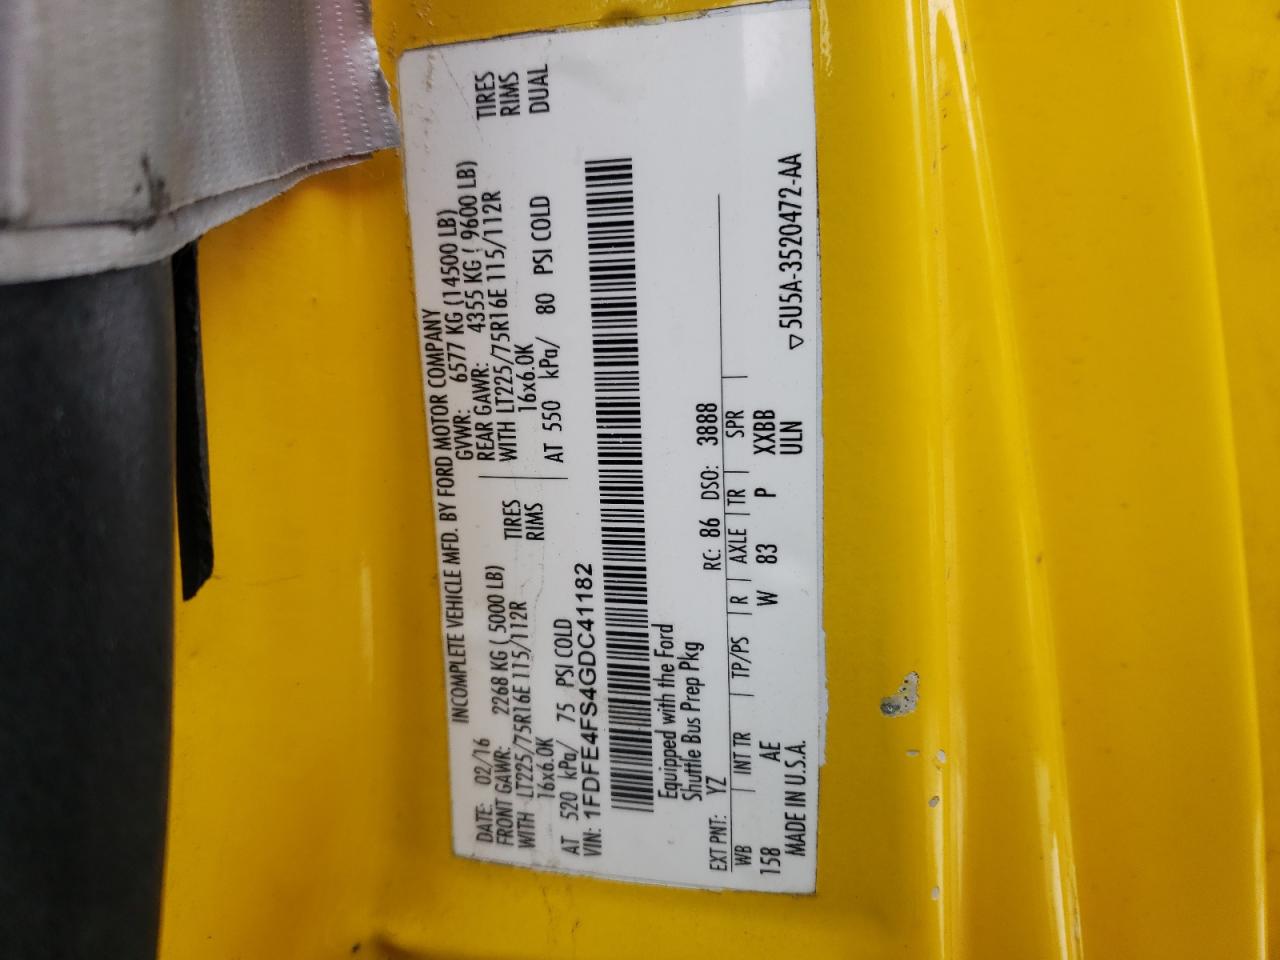 INCOMPLETE VEHICLE MFD. BY FORD MOTOR COMPANY
DATE: 02/16 GVWR: 6577 KG (14500 LB)
FRONT GAWR: 2268 KG ( 5000 LB) REAR GAWR: 4355 KG ( 9600 LB)
WITH LT225/75R16E 115/112R TIRES WITH LT225/75R16E 115/112R TIRES
16x6.0K RIMS 16x6.0K RIMS
AT 520 kPa/ 75 PSI COLD AT 550 kPa/ 80 PSI COLD DUAL
VIN: 1FDFE4FS4GDC41182
Equipped with the Ford
Shuttle Bus Prep Pkg
EXT PNT: YZ RC: 86 DSO: 3888
WB | INT TR | TP/PS | R | AXLE | TR | SPR
158 AE W 83 P XXBB
MADE IN U.S.A. ULN
▽5U5A-3520472-AA